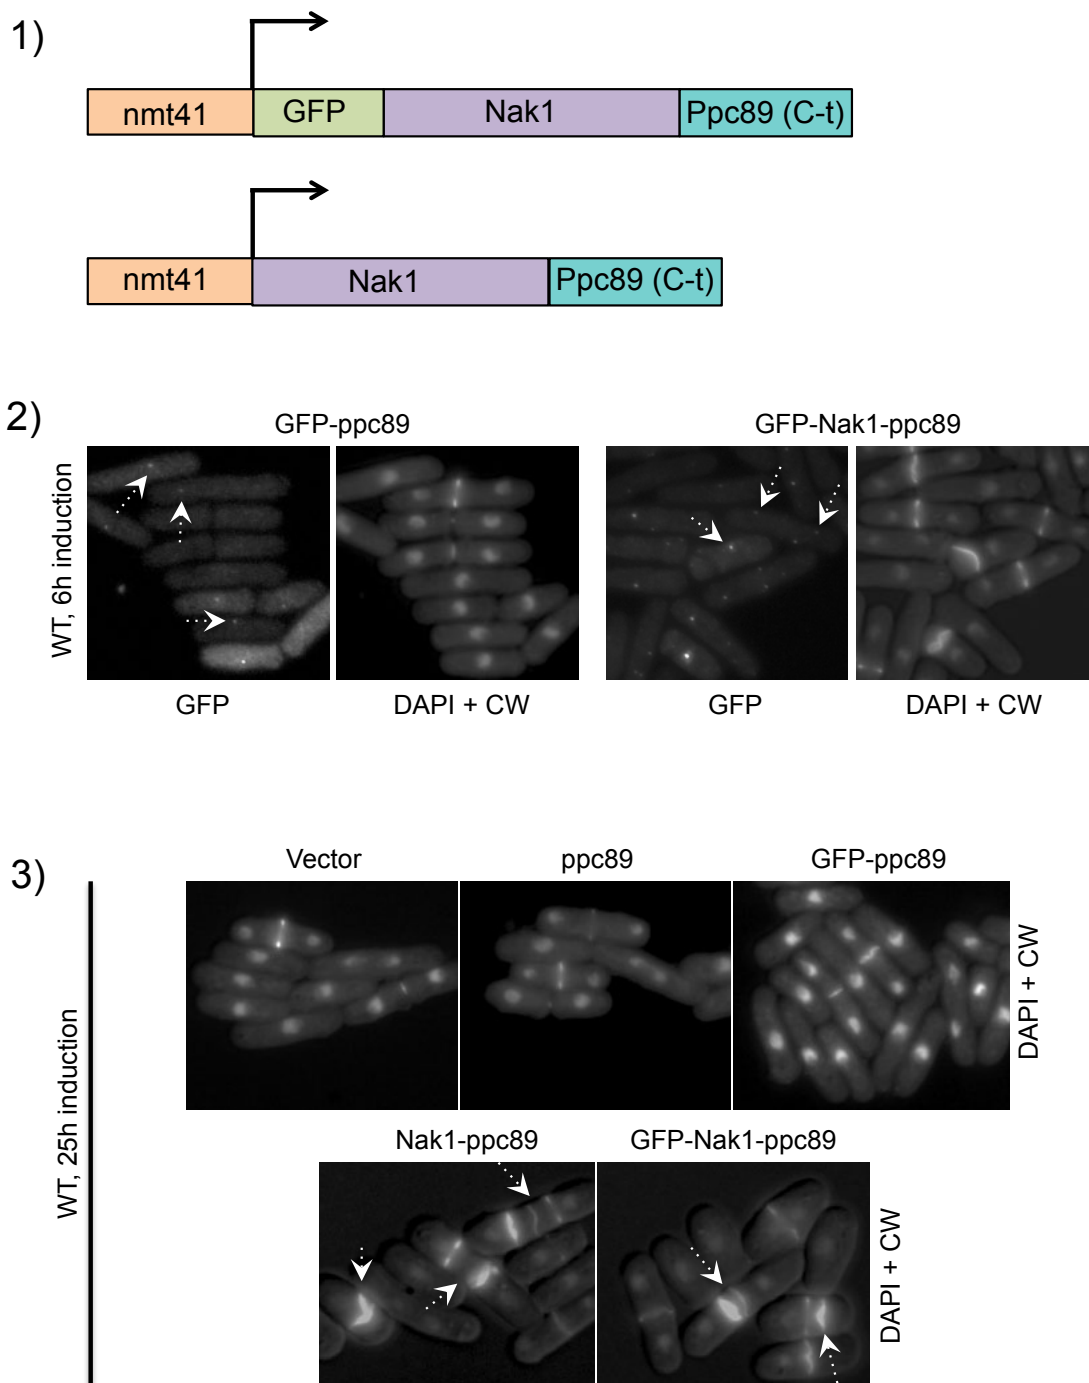 1)
nmt41 GFP Nak1 Ppc89 (C-t)
nmt41 Nak1 Ppc89 (C-t)
2)
GFP-ppc89 GFP-Nak1-ppc89
WT, 6h induction
GFP DAPI + CW GFP DAPI + CW
3)
Vector ppc89 GFP-ppc89
WT, 25h induction
DAPI + CW
Nak1-ppc89 GFP-Nak1-ppc89
DAPI + CW